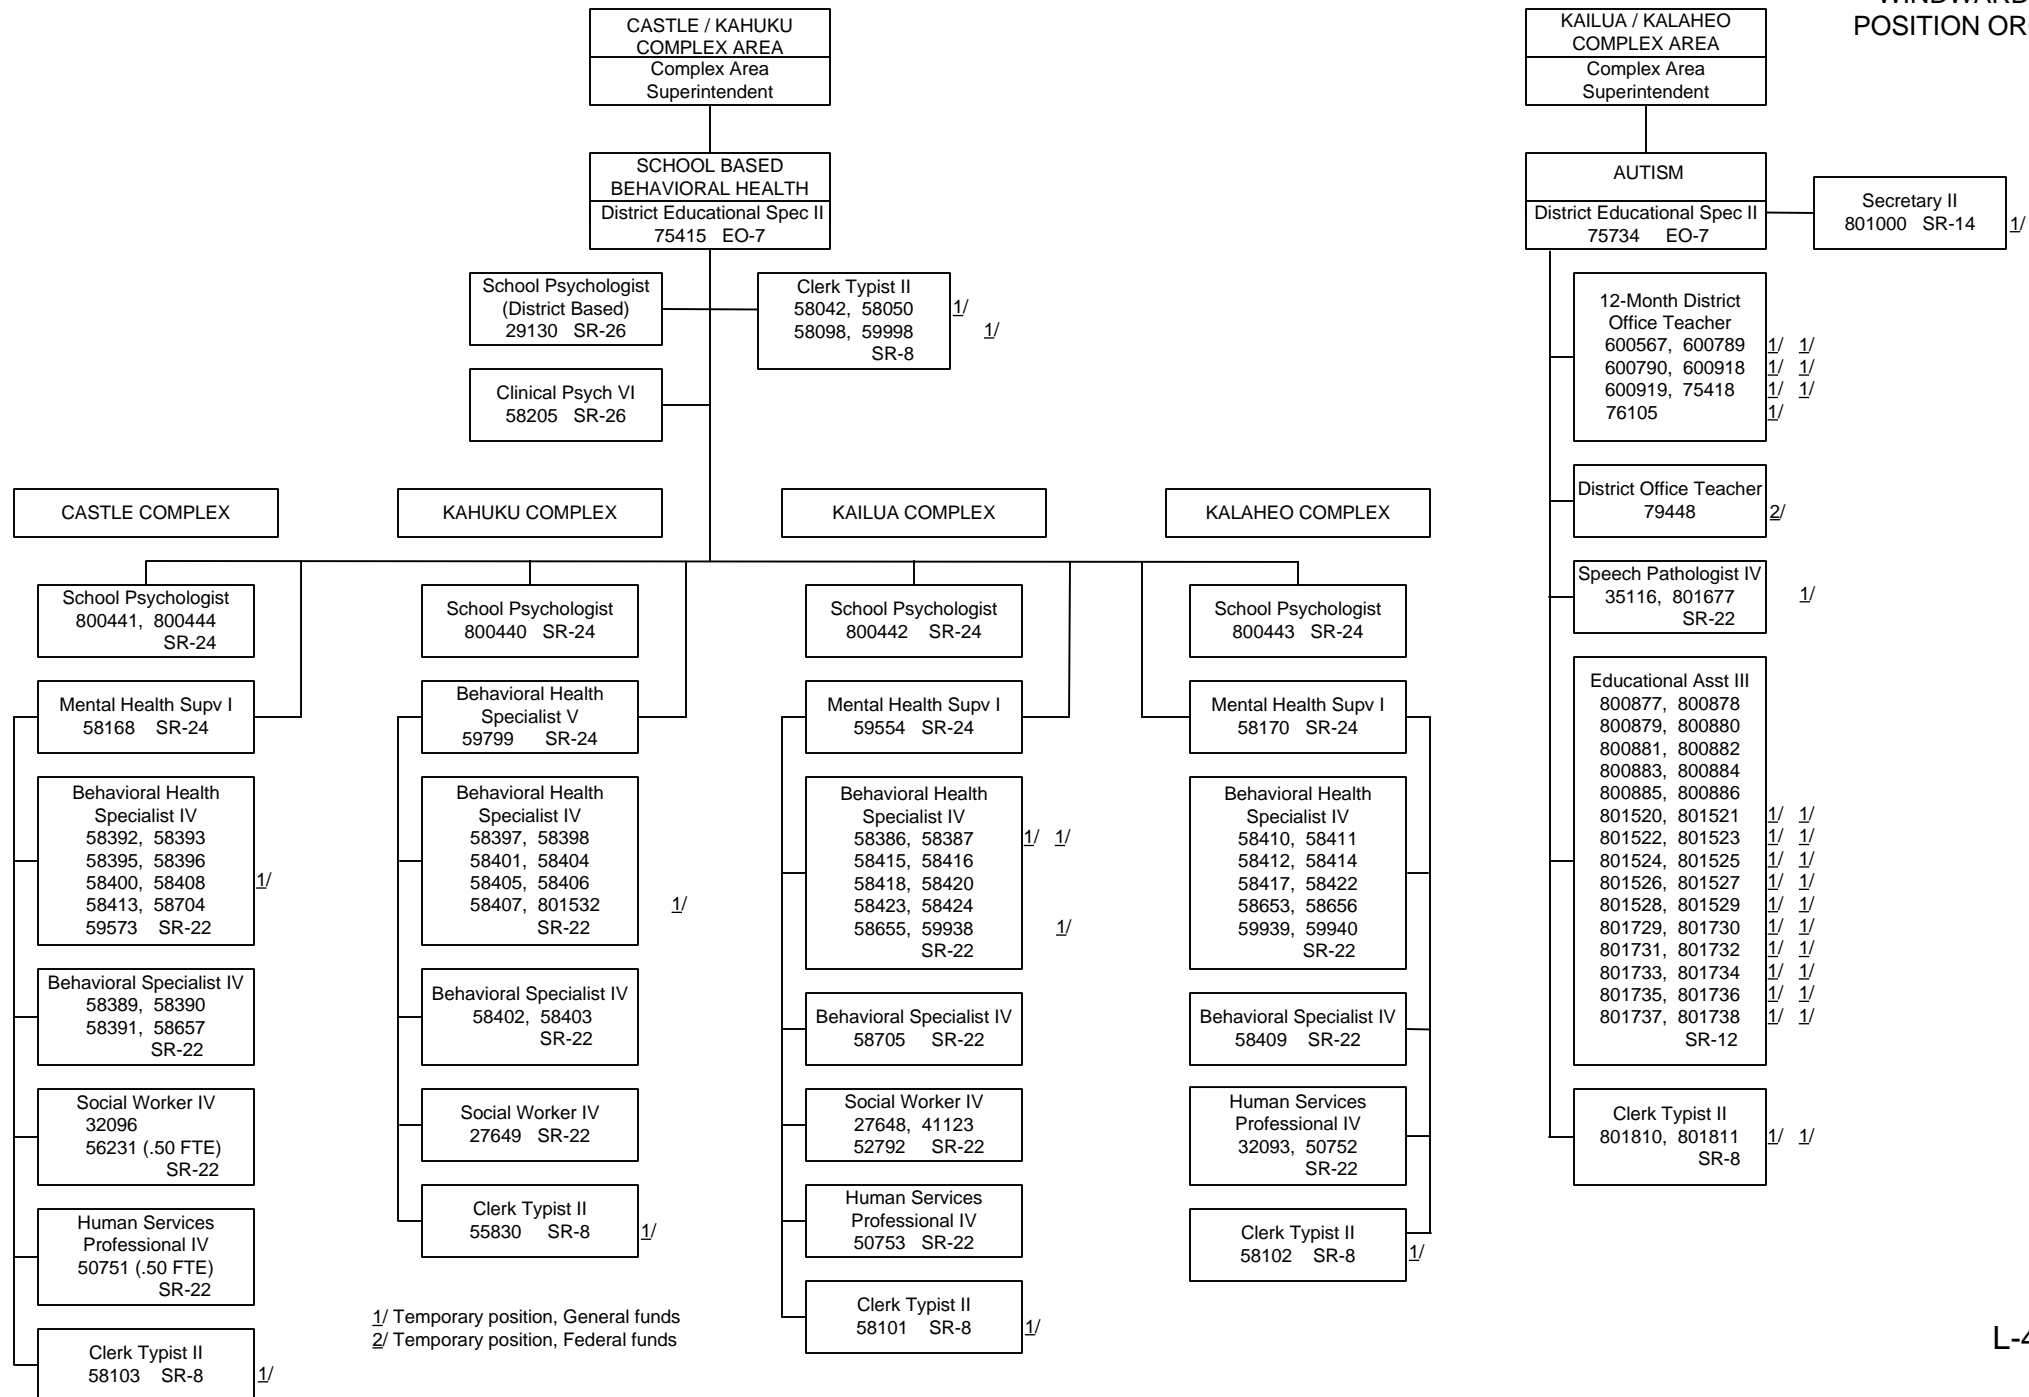 WINDWARD
POSITION OR
CASTLE / KAHUKU
COMPLEX AREA
Complex Area
Superintendent
SCHOOL BASED
BEHAVIORAL HEALTH
District Educational Spec II
75415 EO-7
School Psychologist
(District Based)
29130 SR-26
Clerk Typist II
58042, 58050 1/
58098, 59998 1/
SR-8
Clinical Psych VI
58205 SR-26
CASTLE COMPLEX
School Psychologist
800441, 800444
SR-24
Mental Health Supv I
58168 SR-24
Behavioral Health
Specialist IV
58392, 58393
58395, 58396
58400, 58408 1/
58413, 58704
59573 SR-22
Behavioral Specialist IV
58389, 58390
58391, 58657
SR-22
Social Worker IV
32096
56231 (.50 FTE)
SR-22
Human Services
Professional IV
50751 (.50 FTE)
SR-22
Clerk Typist II
58103 SR-8 1/
KAHUKU COMPLEX
School Psychologist
800440 SR-24
Behavioral Health
Specialist V
59799 SR-24
Behavioral Health
Specialist IV
58397, 58398
58401, 58404
58405, 58406
58407, 801532 1/
SR-22
Behavioral Specialist IV
58402, 58403
SR-22
Social Worker IV
27649 SR-22
Clerk Typist II
55830 SR-8 1/
KAILUA COMPLEX
School Psychologist
800442 SR-24
Mental Health Supv I
59554 SR-24
Behavioral Health
Specialist IV
58386, 58387 1/ 1/
58415, 58416
58418, 58420
58423, 58424
58655, 59938 1/
SR-22
Behavioral Specialist IV
58705 SR-22
Social Worker IV
27648, 41123
52792 SR-22
Human Services
Professional IV
50753 SR-22
Clerk Typist II
58101 SR-8 1/
KALAHEO COMPLEX
School Psychologist
800443 SR-24
Mental Health Supv I
58170 SR-24
Behavioral Health
Specialist IV
58410, 58411
58412, 58414
58417, 58422
58653, 58656
59939, 59940
SR-22
Behavioral Specialist IV
58409 SR-22
Human Services
Professional IV
32093, 50752
SR-22
Clerk Typist II
58102 SR-8 1/
KAILUA / KALAHEO
COMPLEX AREA
Complex Area
Superintendent
AUTISM
District Educational Spec II
75734 EO-7
Secretary II
801000 SR-14 1/
12-Month District
Office Teacher
600567, 600789 1/ 1/
600790, 600918 1/ 1/
600919, 75418 1/ 1/
76105 1/
District Office Teacher
79448 2/
Speech Pathologist IV
35116, 801677 1/
SR-22
Educational Asst III
800877, 800878
800879, 800880
800881, 800882
800883, 800884
800885, 800886
801520, 801521 1/ 1/
801522, 801523 1/ 1/
801524, 801525 1/ 1/
801526, 801527 1/ 1/
801528, 801529 1/ 1/
801729, 801730 1/ 1/
801731, 801732 1/ 1/
801733, 801734 1/ 1/
801735, 801736 1/ 1/
801737, 801738 1/ 1/
SR-12
Clerk Typist II
801810, 801811 1/ 1/
SR-8
1/ Temporary position, General funds
2/ Temporary position, Federal funds
L-4